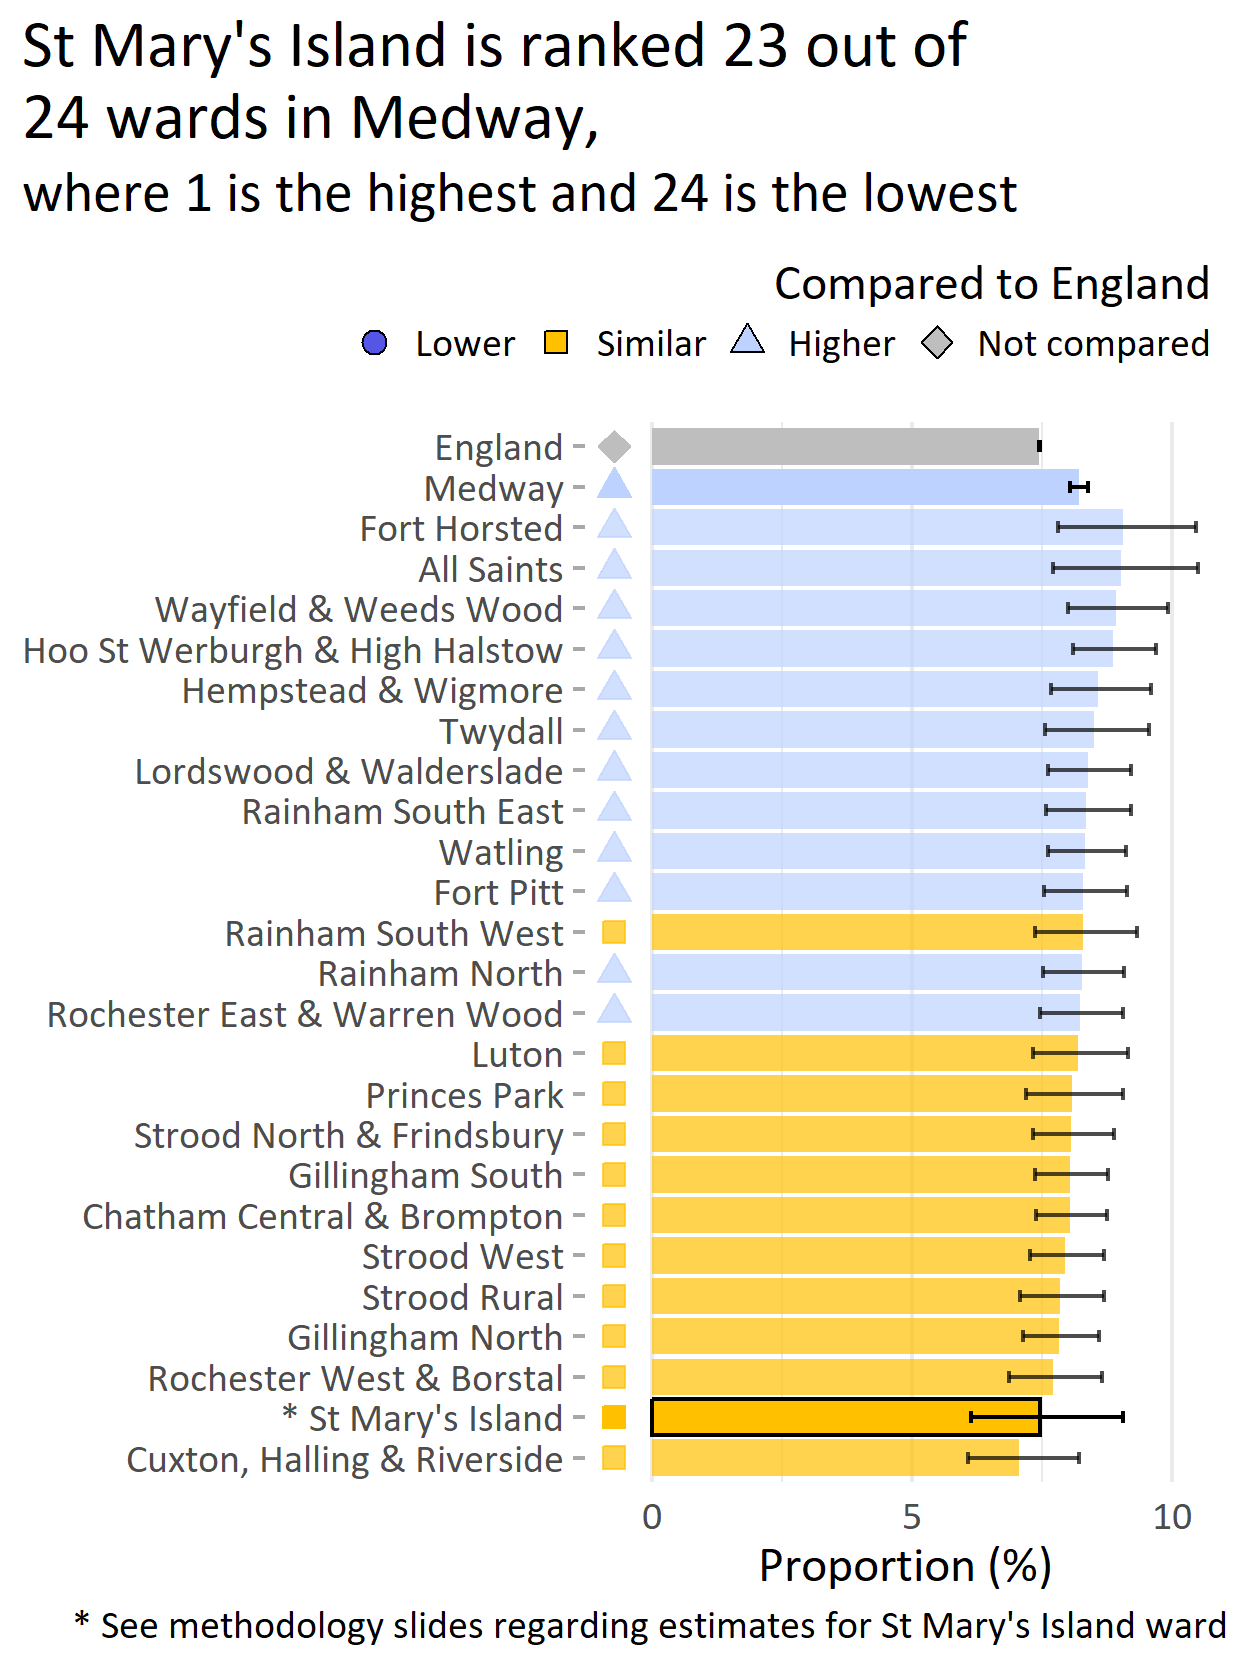 St Mary's Island is ranked 23 out of
24 wards in Medway,
where 1 is the highest and 24 is the lowest
Compared to England
Lower Similar Higher Not compared
England
Medway
Fort Horsted
All Saints
Wayfield & Weeds Wood
Hoo St Werburgh & High Halstow
Hempstead & Wigmore
Twydall
Lordswood & Walderslade
Rainham South East
Watling
Fort Pitt
Rainham South West
Rainham North
Rochester East & Warren Wood
Luton
Princes Park
Strood North & Frindsbury
Gillingham South
Chatham Central & Brompton
Strood West
Strood Rural
Gillingham North
Rochester West & Borstal
* St Mary's Island
Cuxton, Halling & Riverside
0 5 10
Proportion (%)
* See methodology slides regarding estimates for St Mary's Island ward